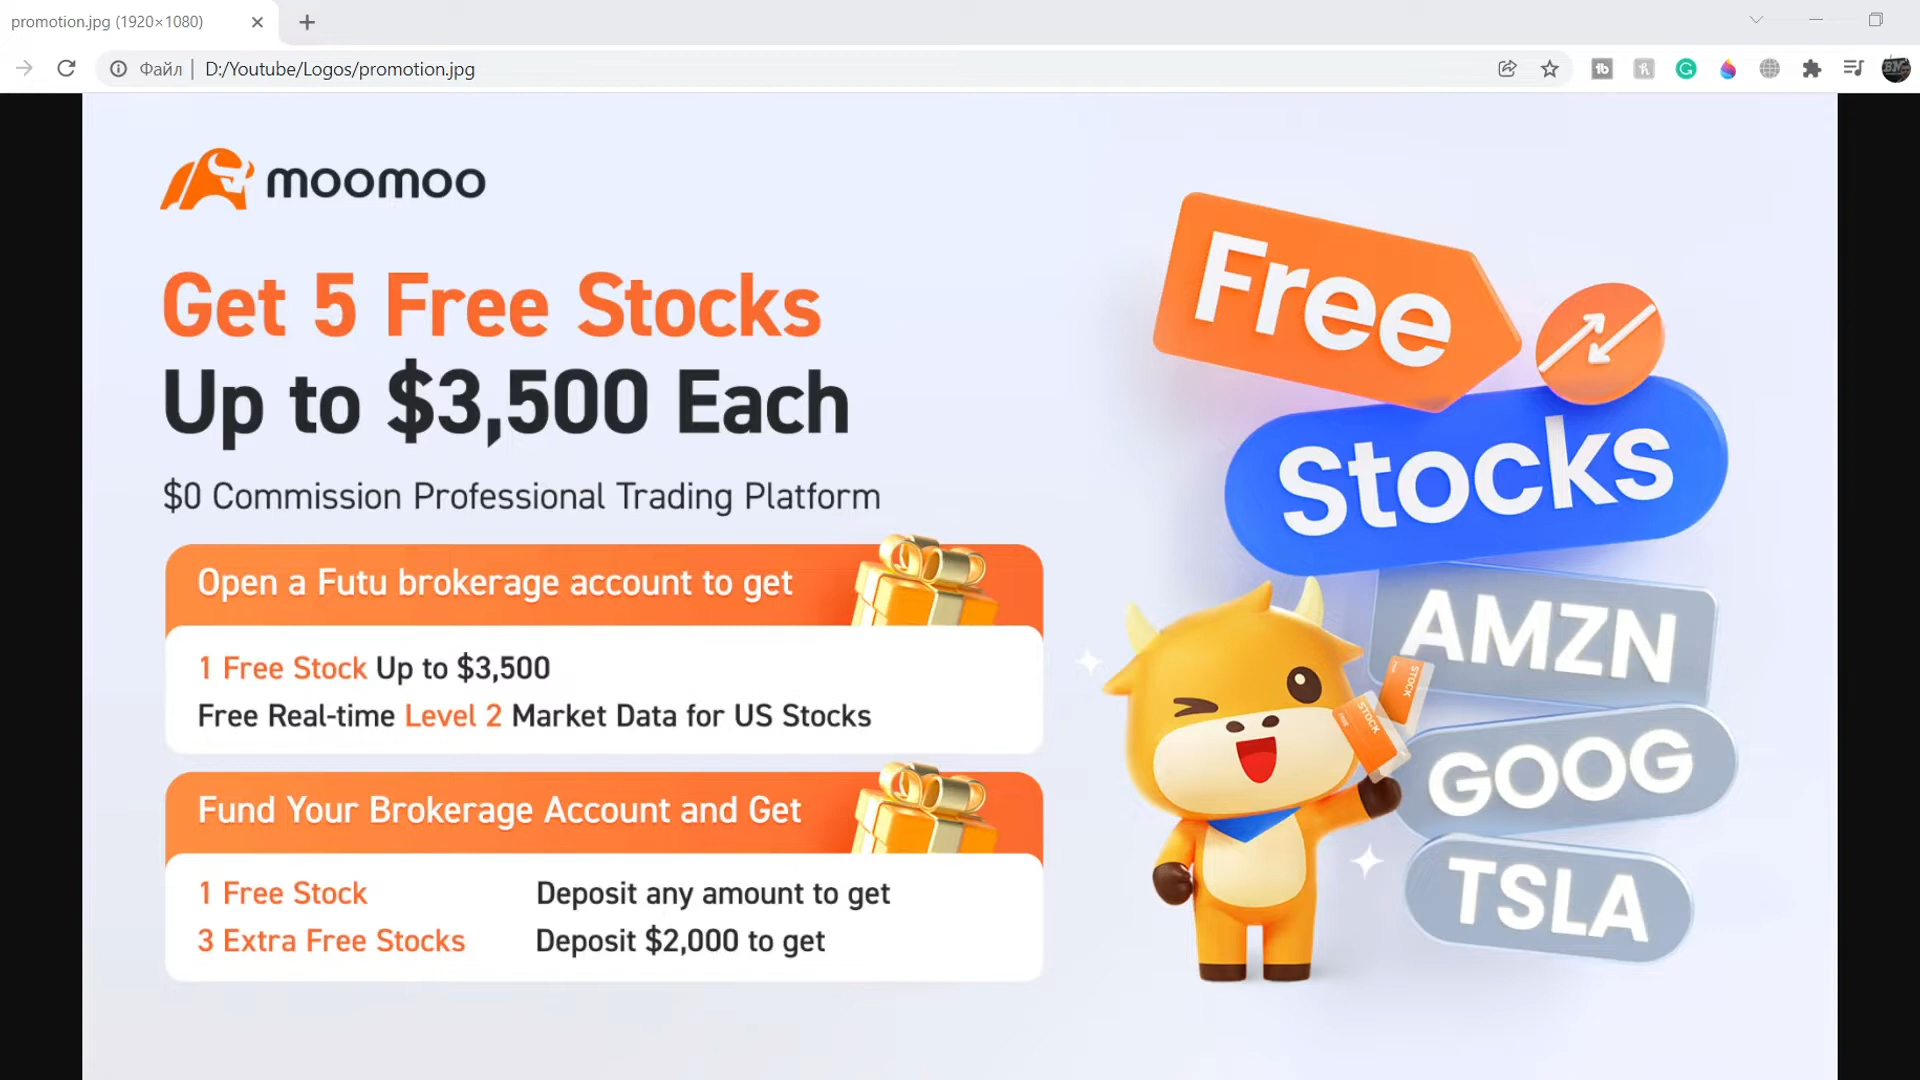 promotion.jpg (1920×1080)
Файл
D:/Youtube/Logos/promotion.jpg
moomoo
Get 5 Free Stocks
Up to $3,500 Each
$0 Commission Professional Trading Platform
Open a Futu brokerage account to get
1 Free Stock Up to $3,500
Free Real-time Level 2 Market Data for US Stocks
Fund Your Brokerage Account and Get
1 Free Stock Deposit any amount to get
3 Extra Free Stocks Deposit $2,000 to get
Free
Stocks
AMZN
GOOG
TSLA
STOCK
STOCK